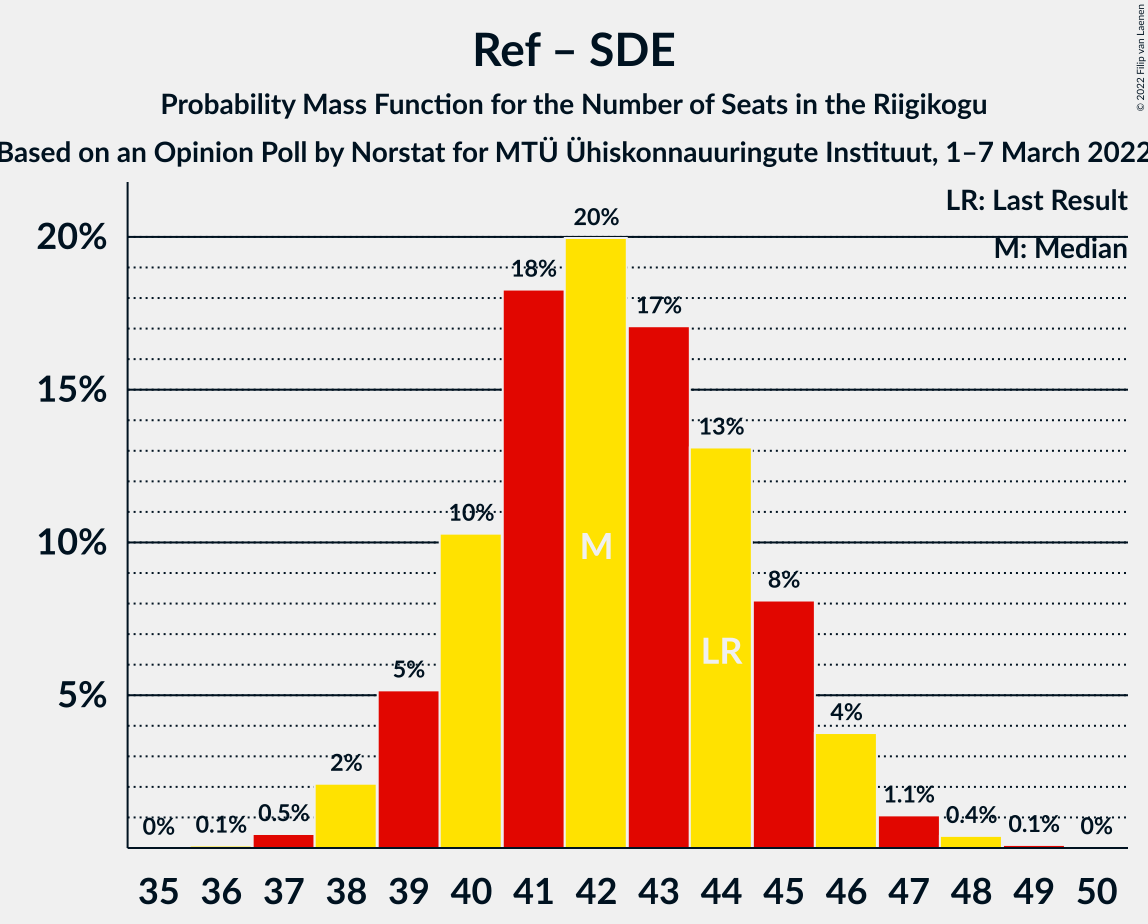 Ref – SDE
Probability Mass Function for the Number of Seats in the Riigikogu
Based on an Opinion Poll by Norstat for MTÜ Ühiskonnauuringute Instituut, 1–7 March 2022
© 2022 Filip van Laenen
LR: Last Result
M: Median
20%
15%
10%
5%
0%
0.1%
0.5%
2%
5%
10%
18%
20%
17%
13%
8%
4%
1.1%
0.4%
0.1%
0%
M
LR
35 36 37 38 39 40 41 42 43 44 45 46 47 48 49 50